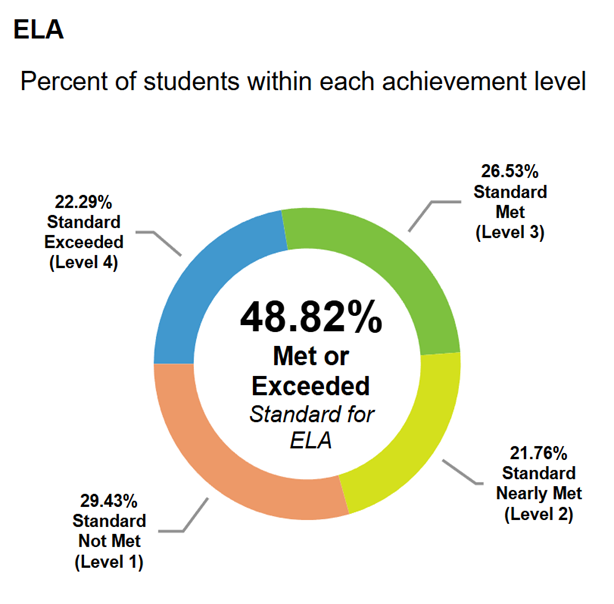 ELA
Percent of students within each achievement level
26.53%
Standard
Met
(Level 3)
22.29%
Standard
Exceeded
(Level 4)
48.82%
Met or
Exceeded
Standard for
ELA
21.76%
Standard
Nearly Met
(Level 2)
29.43%
Standard
Not Met
(Level 1)